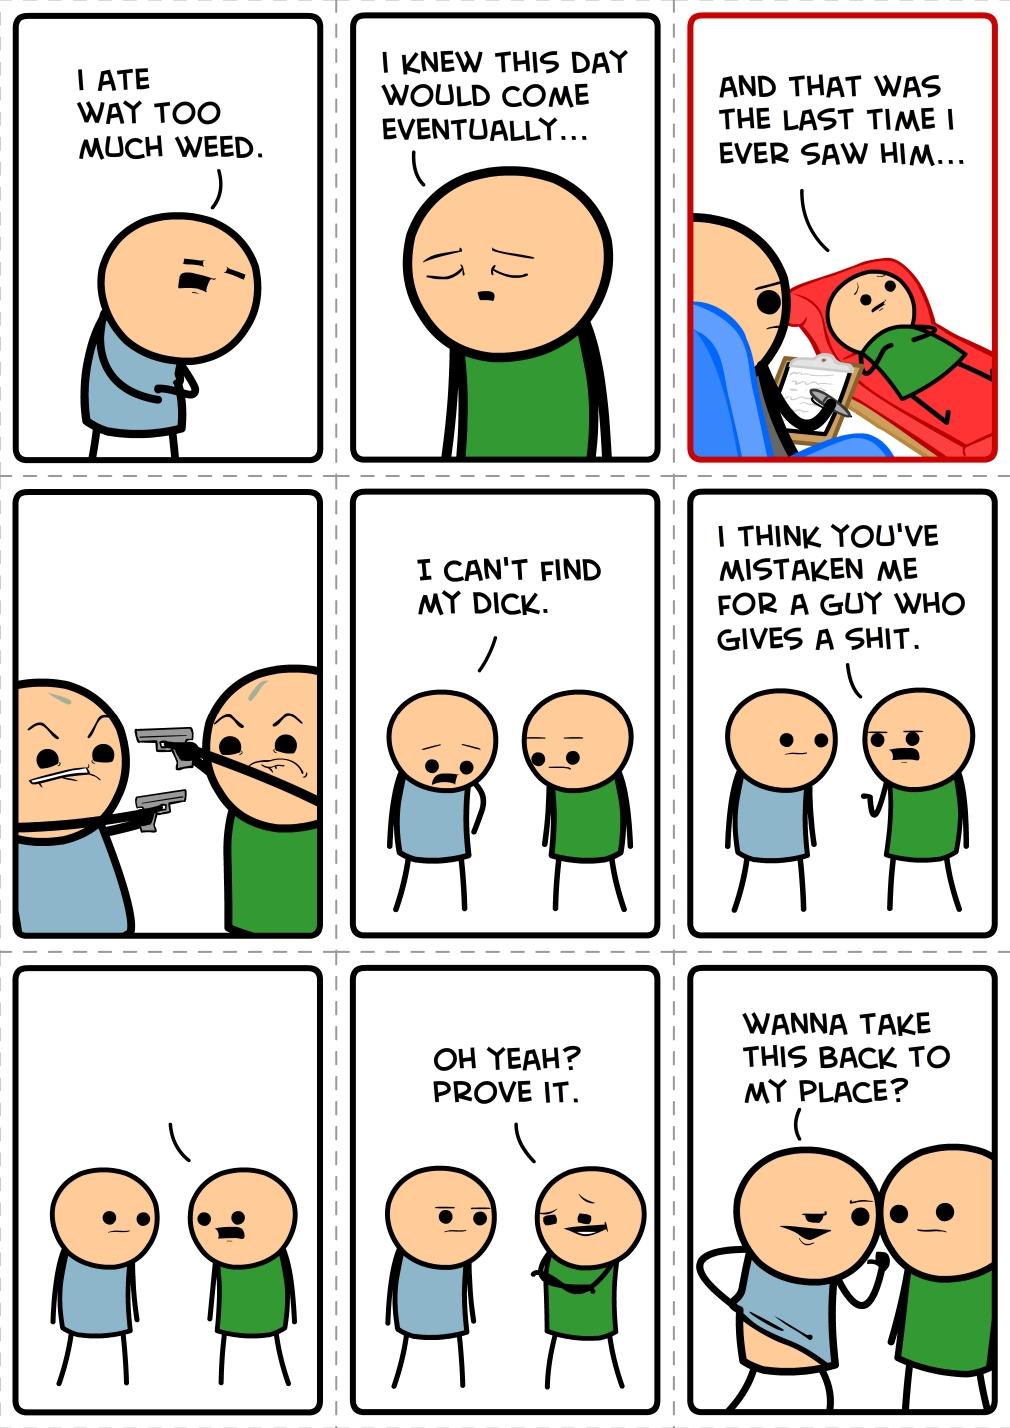 I ATE
WAY TOO
MUCH WEED.
I KNEW THIS DAY
WOULD COME
EVENTUALLY...
AND THAT WAS
THE LAST TIME I
EVER SAW HIM...
I CAN'T FIND
MY DICK.
I THINK YOU'VE
MISTAKEN ME
FOR A GUY WHO
GIVES A SHIT.
OH YEAH?
PROVE IT.
WANNA TAKE
THIS BACK TO
MY PLACE?